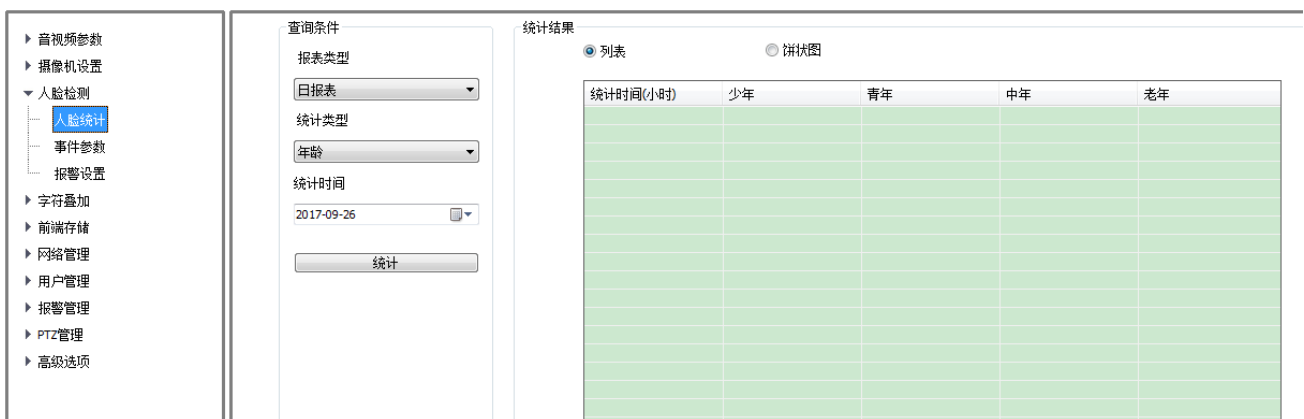 音视频参数
摄像机设置
人脸检测
人脸统计
事件参数
报警设置
字符叠加
前端存储
网络管理
用户管理
报警管理
PTZ管理
高级选项
查询条件
报表类型
日报表
统计类型
年龄
统计时间
2017-09-26
统计
统计结果
列表 饼状图
统计时间(小时) 少年 青年 中年 老年